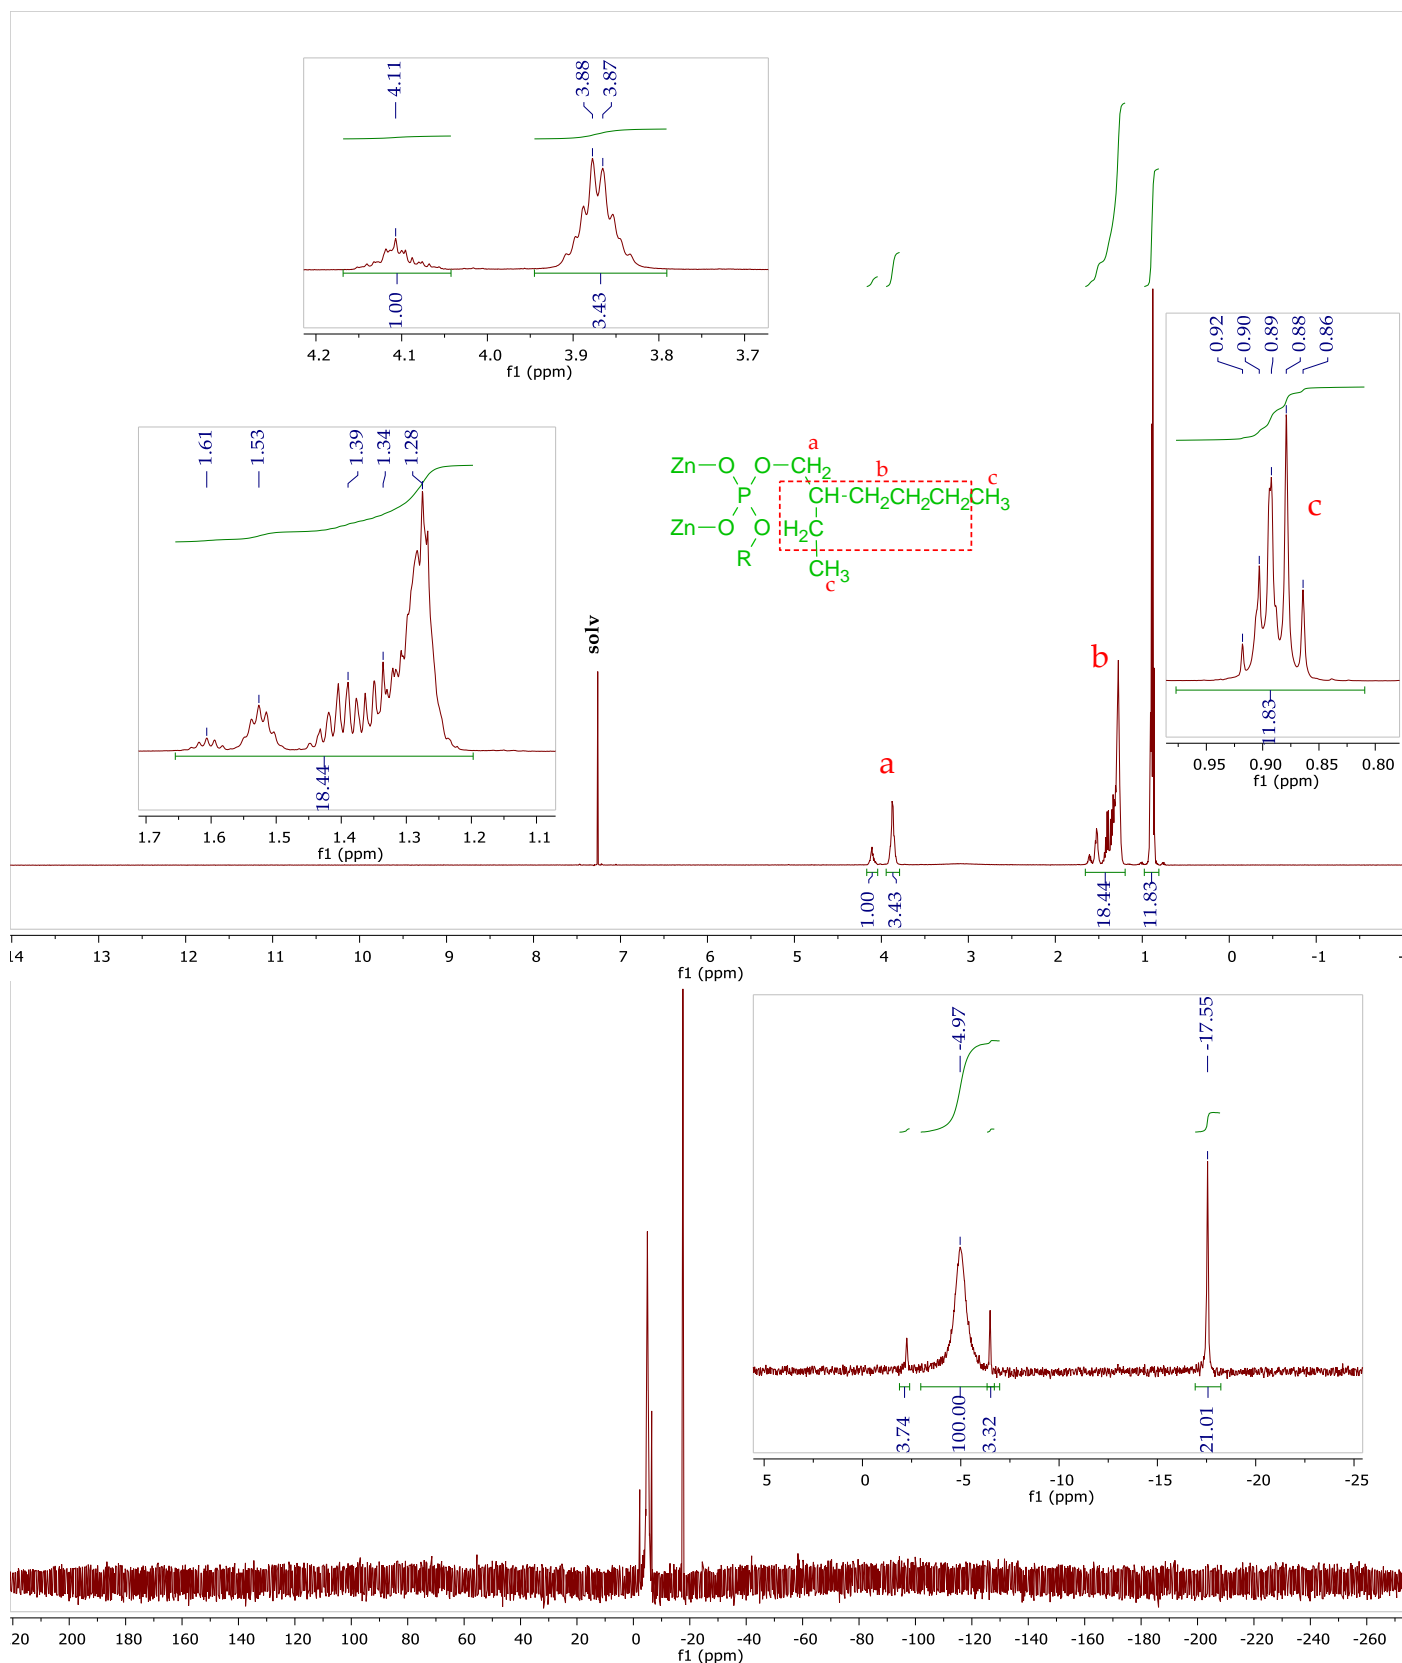 4.11
3.88
3.87
1.00
3.43
4.2 4.1 4.0 3.9 3.8 3.7
f1 (ppm)
0.92
0.90
0.89
0.88
0.86
c
11.83
0.95 0.90 0.85 0.80
f1 (ppm)
1.61
1.53
1.39
1.34
1.28
18.44
1.7 1.6 1.5 1.4 1.3 1.2 1.1
f1 (ppm)
a
Zn O O CH2
b
c
P CH CH2CH2CH2CH3
Zn O O H2C
R
CH3
c
solv
b
a
1.00
3.43
18.44
11.83
14 13 12 11 10 9 8 7 6 5 4 3 2 1 0 -1 -
f1 (ppm)
-4.97
-17.55
3.74
100.00
3.32
21.01
5 0 -5 -10 -15 -20 -25
f1 (ppm)
20 200 180 160 140 120 100 80 60 40 20 0 -20 -40 -60 -80 -100 -120 -140 -160 -180 -200 -220 -240 -260
f1 (ppm)